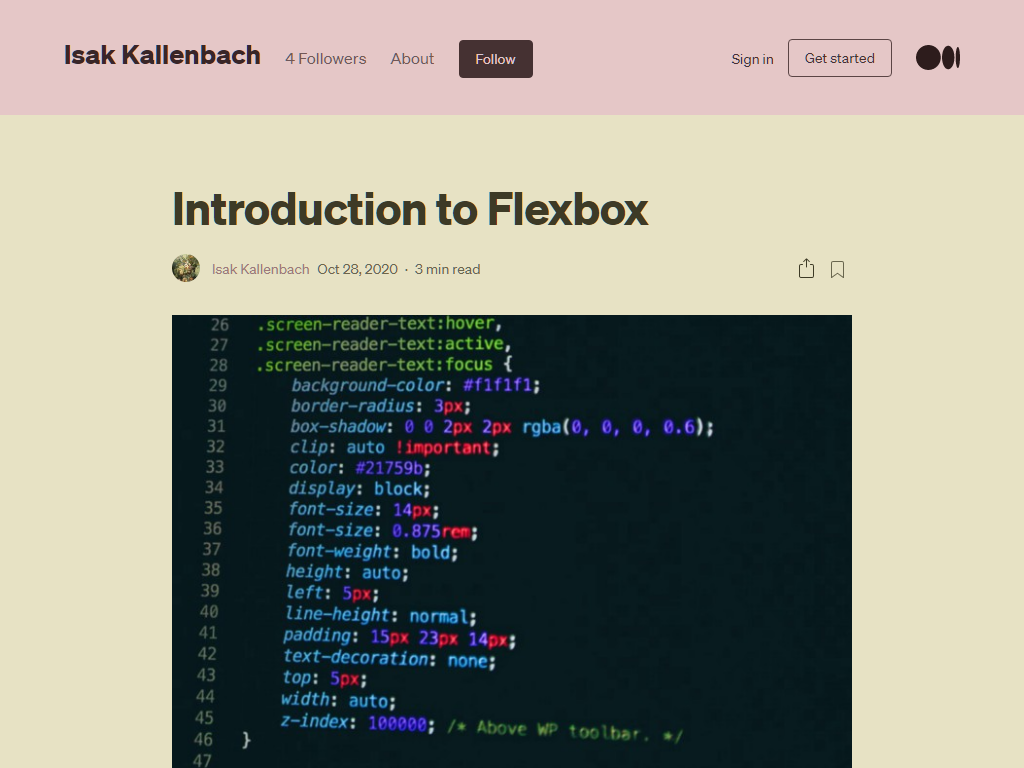 Isak Kallenbach 4 Followers About Follow Sign in Get started
Introduction to Flexbox
Isak Kallenbach Oct 28, 2020 · 3 min read
26 .screen-reader-text:hover,
27 .screen-reader-text:active,
28 .screen-reader-text:focus {
29 background-color: #f1f1f1;
30 border-radius: 3px;
31 box-shadow: 0 0 2px 2px rgba(0, 0, 0, 0.6);
32 clip: auto !important;
33 color: #21759b;
34 display: block;
35 font-size: 14px;
36 font-size: 0.875rem;
37 font-weight: bold;
38 height: auto;
39 left: 5px;
40 line-height: normal;
41 padding: 15px 23px 14px;
42 text-decoration: none;
43 top: 5px;
44 width: auto;
45 z-index: 100000; /* Above WP toolbar. */
46 }
47